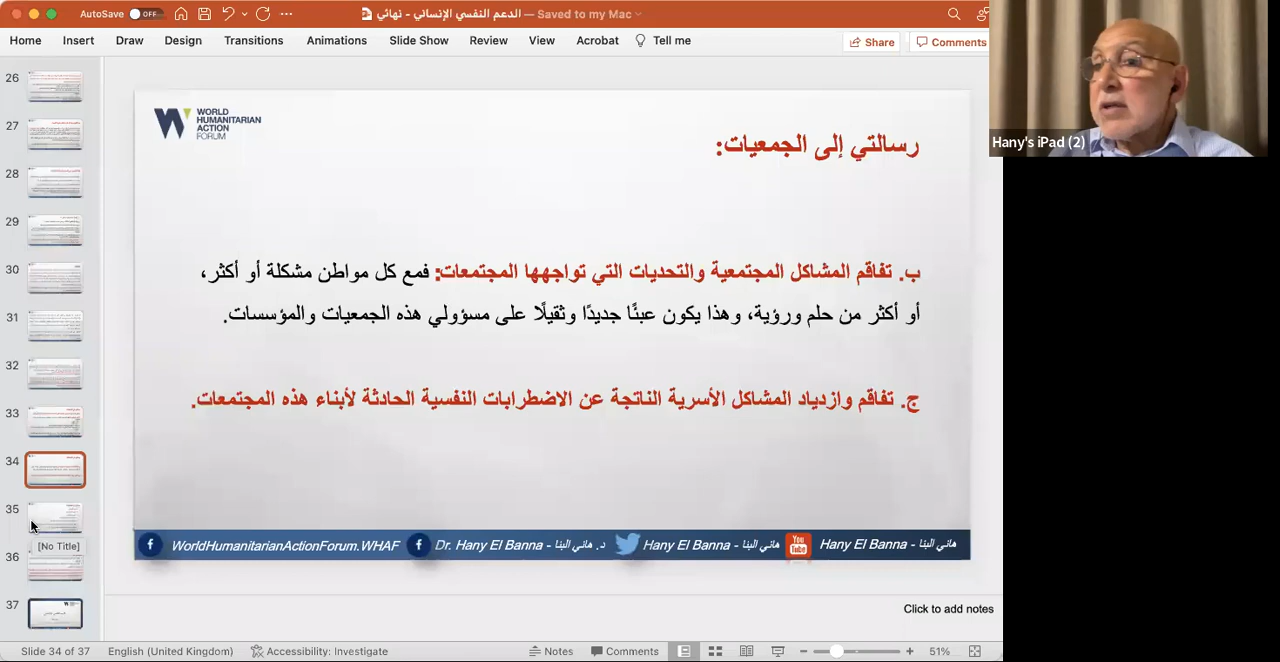 AutoSave OFF
الدعم النفسي الإنساني - نهائي — Saved to my Mac
Home Insert Draw Design Transitions Animations Slide Show Review View Acrobat Tell me
Share Comments
Hany's iPad (2)
26
27
28
29
30
31
32
33
34
35
[No Title]
36
37
WORLD
HUMANITARIAN
ACTION
FORUM
رسالتي إلى الجمعيات:
ب. تفاقم المشاكل المجتمعية والتحديات التي تواجهها المجتمعات: فمع كل مواطن مشكلة أو أكثر،
أو أكثر من حلم ورؤية، وهذا يكون عبئًا جديدًا وثقيلًا على مسؤولي هذه الجمعيات والمؤسسات.
ج. تفاقم وازدياد المشاكل الأسرية الناتجة عن الاضطرابات النفسية الحادثة لأبناء هذه المجتمعات.
WorldHumanitarianActionForum.WHAF Dr. Hany El Banna - د. هاني البنا Hany El Banna - هاني البنا You Tube Hany El Banna - هاني البنا
Click to add notes
Slide 34 of 37 English (United Kingdom) Accessibility: Investigate Notes Comments 51%